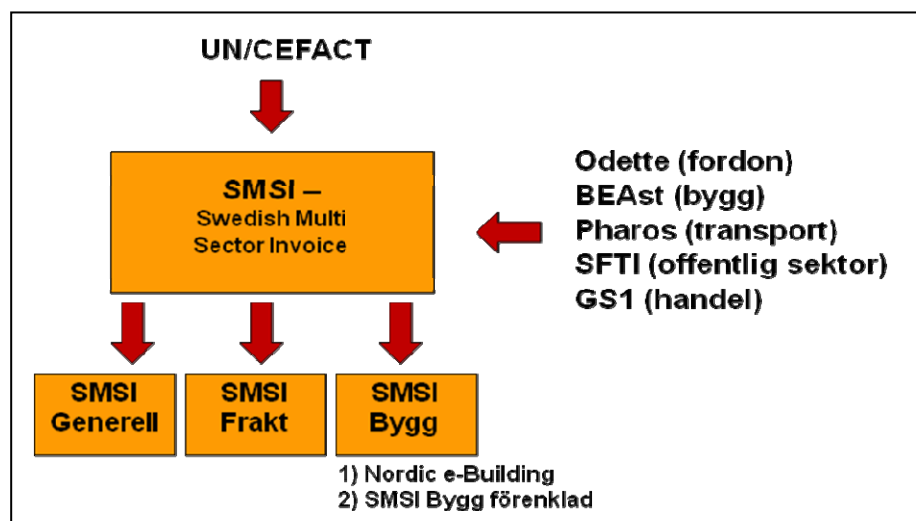 UN/CEFACT
SMSI –
Swedish Multi
Sector Invoice
Odette (fordon)
BEAst (bygg)
Pharos (transport)
SFTI (offentlig sektor)
GS1 (handel)
SMSI
Generell
SMSI
Frakt
SMSI
Bygg
1) Nordic e-Building
2) SMSI Bygg förenklad